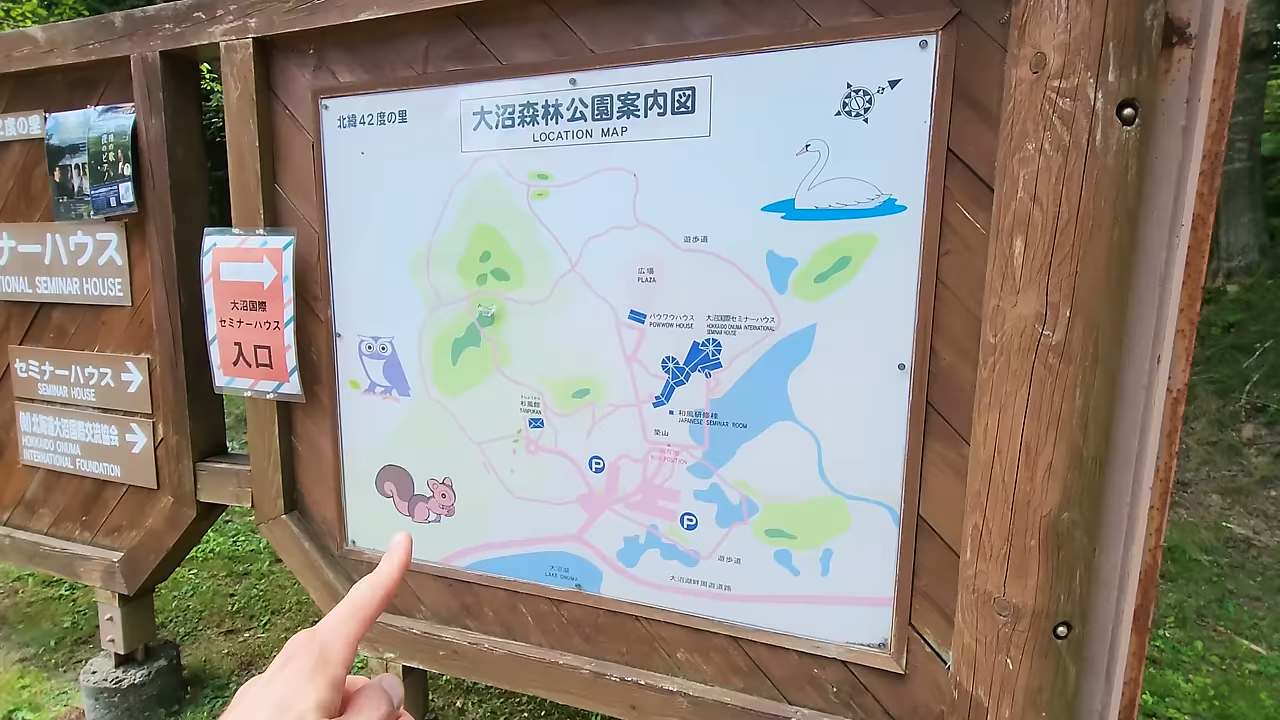 2度の里
ナーハウス
TIONAL SEMINAR HOUSE
セミナーハウス
SEMINAR HOUSE
(財)北海道大沼国際交流協会
HOKKAIDO ONUMA
INTERNATIONAL FOUNDATION
大沼国際
セミナーハウス
入口
北緯42度の里
大沼森林公園案内図
LOCATION MAP
遊歩道
広場
PLAZA
パウワウハウス
POWWOW HOUSE
大沼国際セミナーハウス
HOKKAIDO ONUMA INTERNATIONAL
SEMINAR HOUSE
杉風館
SANPUKAN
和風研修棟
JAPANESE SEMINAR ROOM
築山
P
P
遊歩道
大沼湖
LAKE ONUMA
大沼湖畔周遊道路